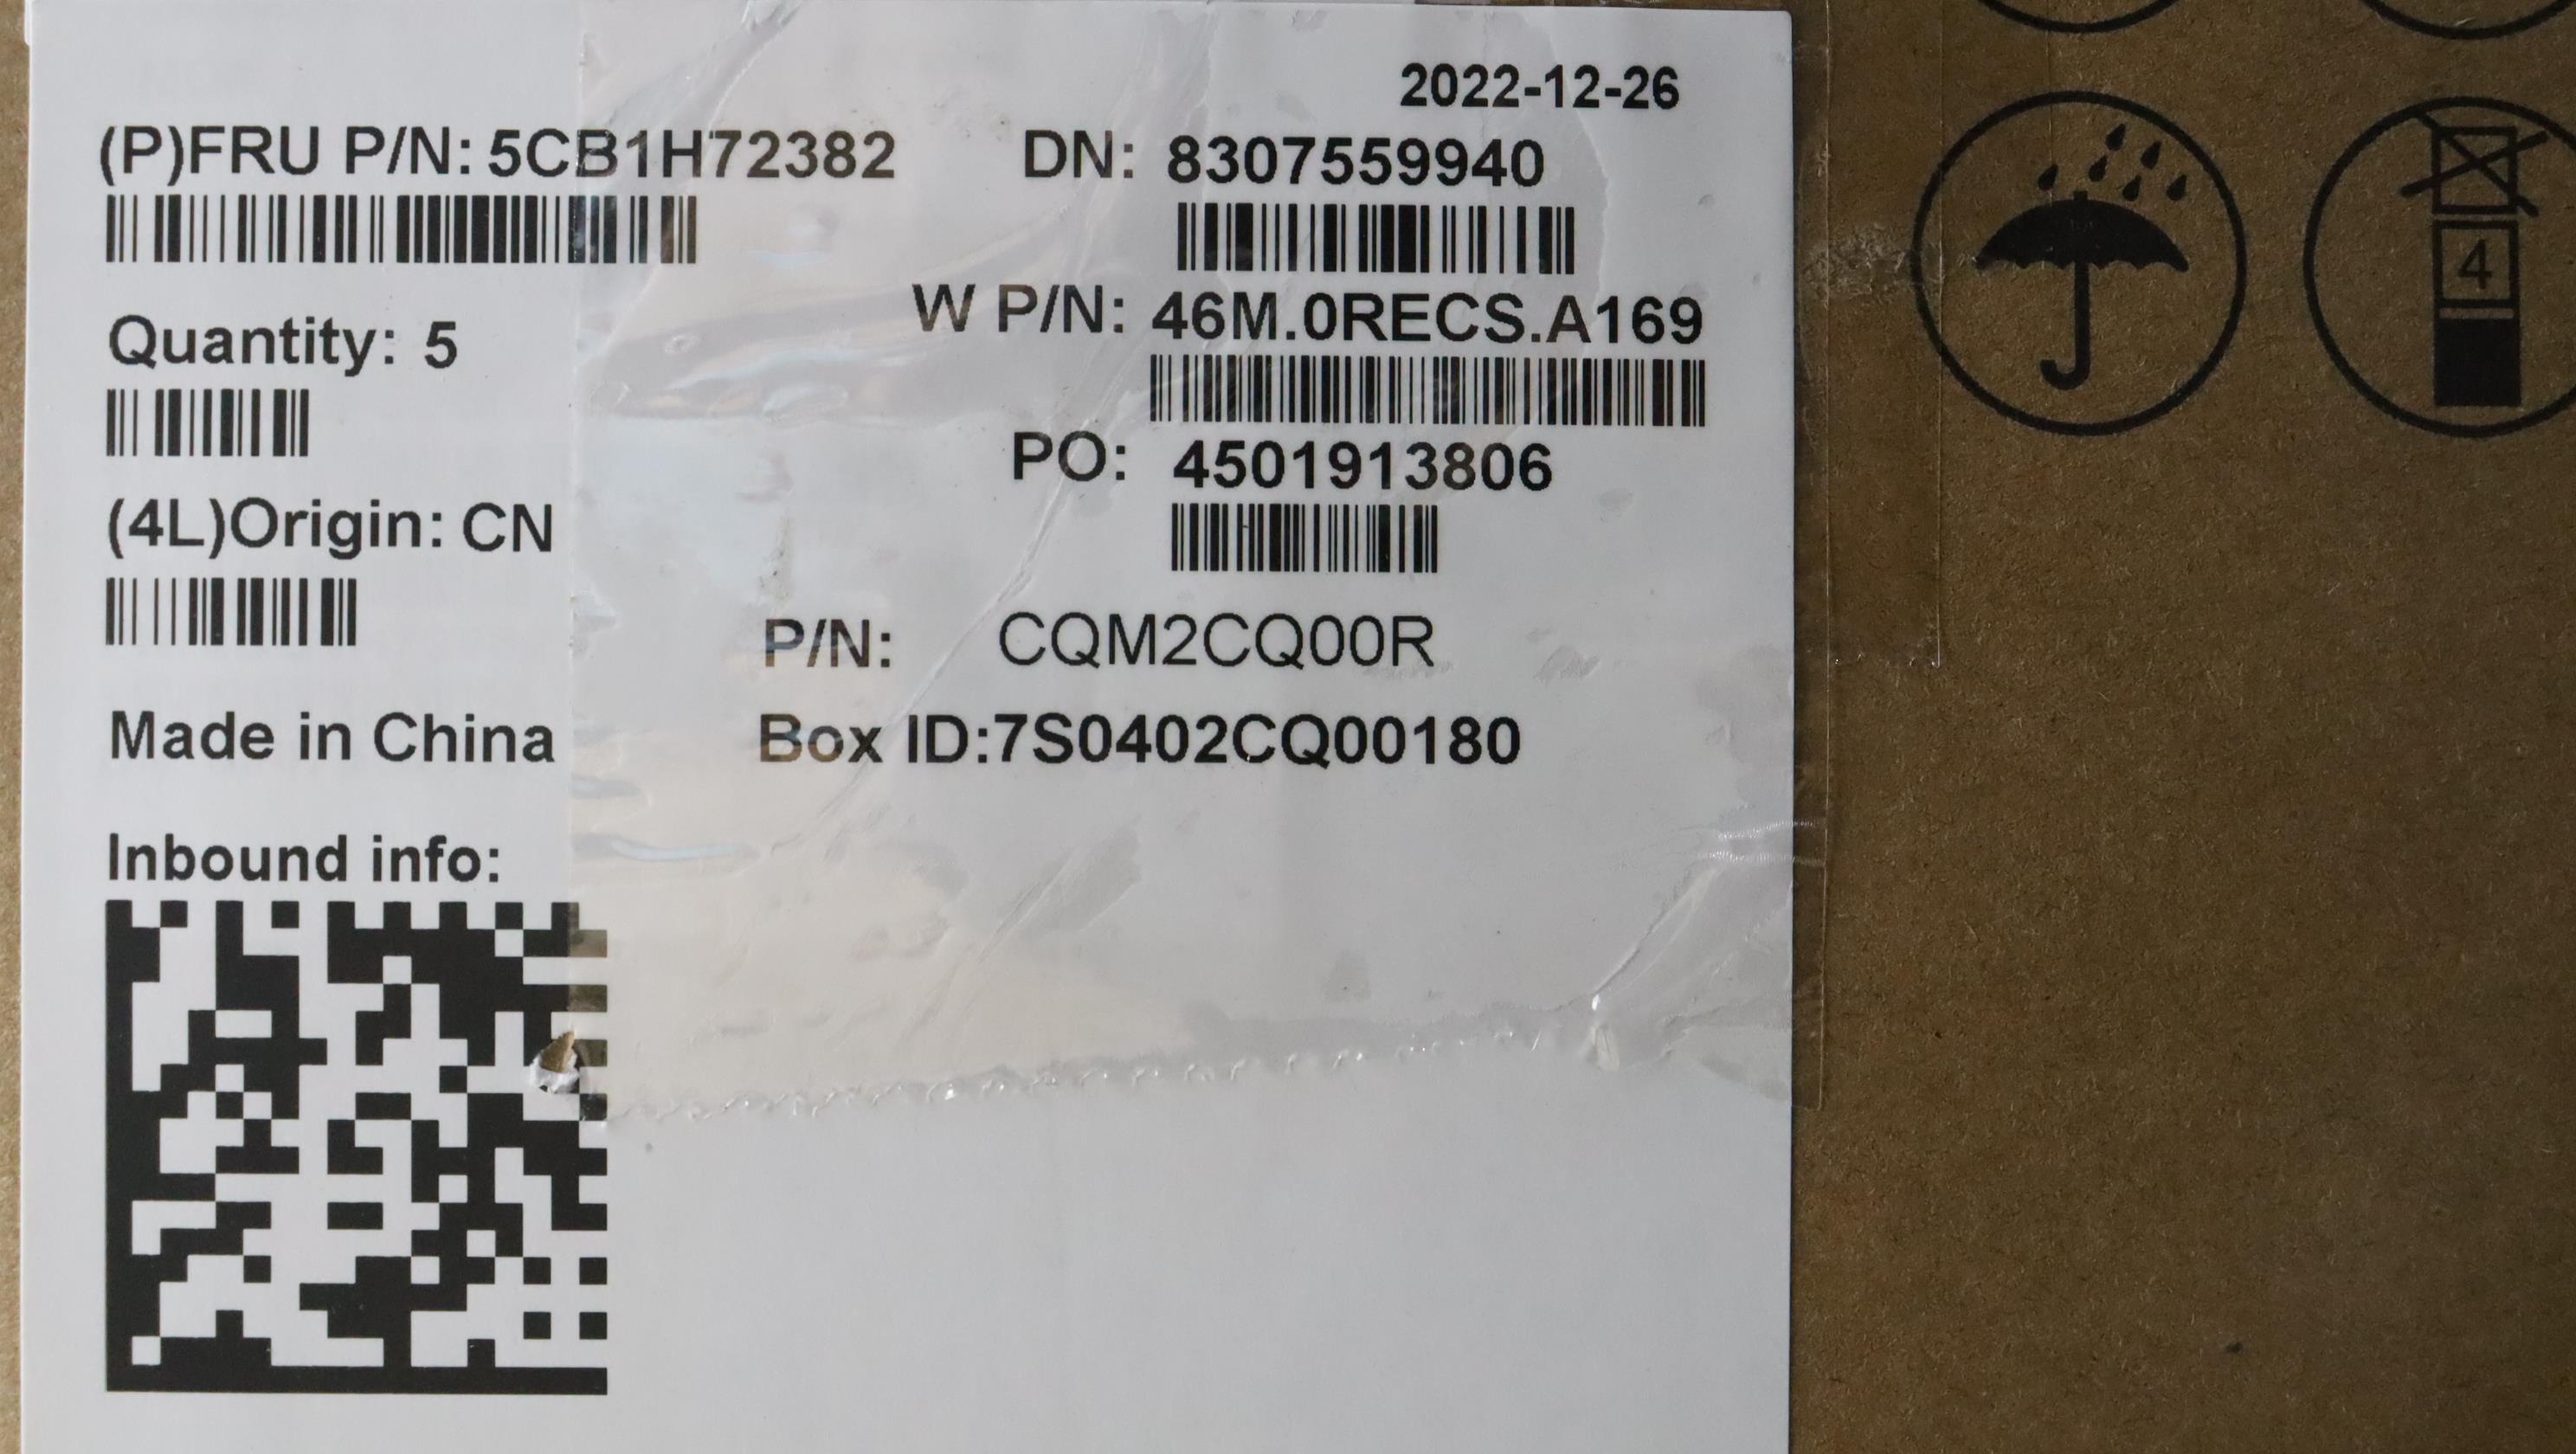 2022-12-26
(P)FRU P/N: 5CB1H72382
DN: 8307559940
W P/N: 46M.0RECS.A169
Quantity: 5
PO: 4501913806
(4L)Origin: CN
P/N: CQM2CQ00R
Made in China
Box ID:7S0402CQ00180
Inbound info:
4